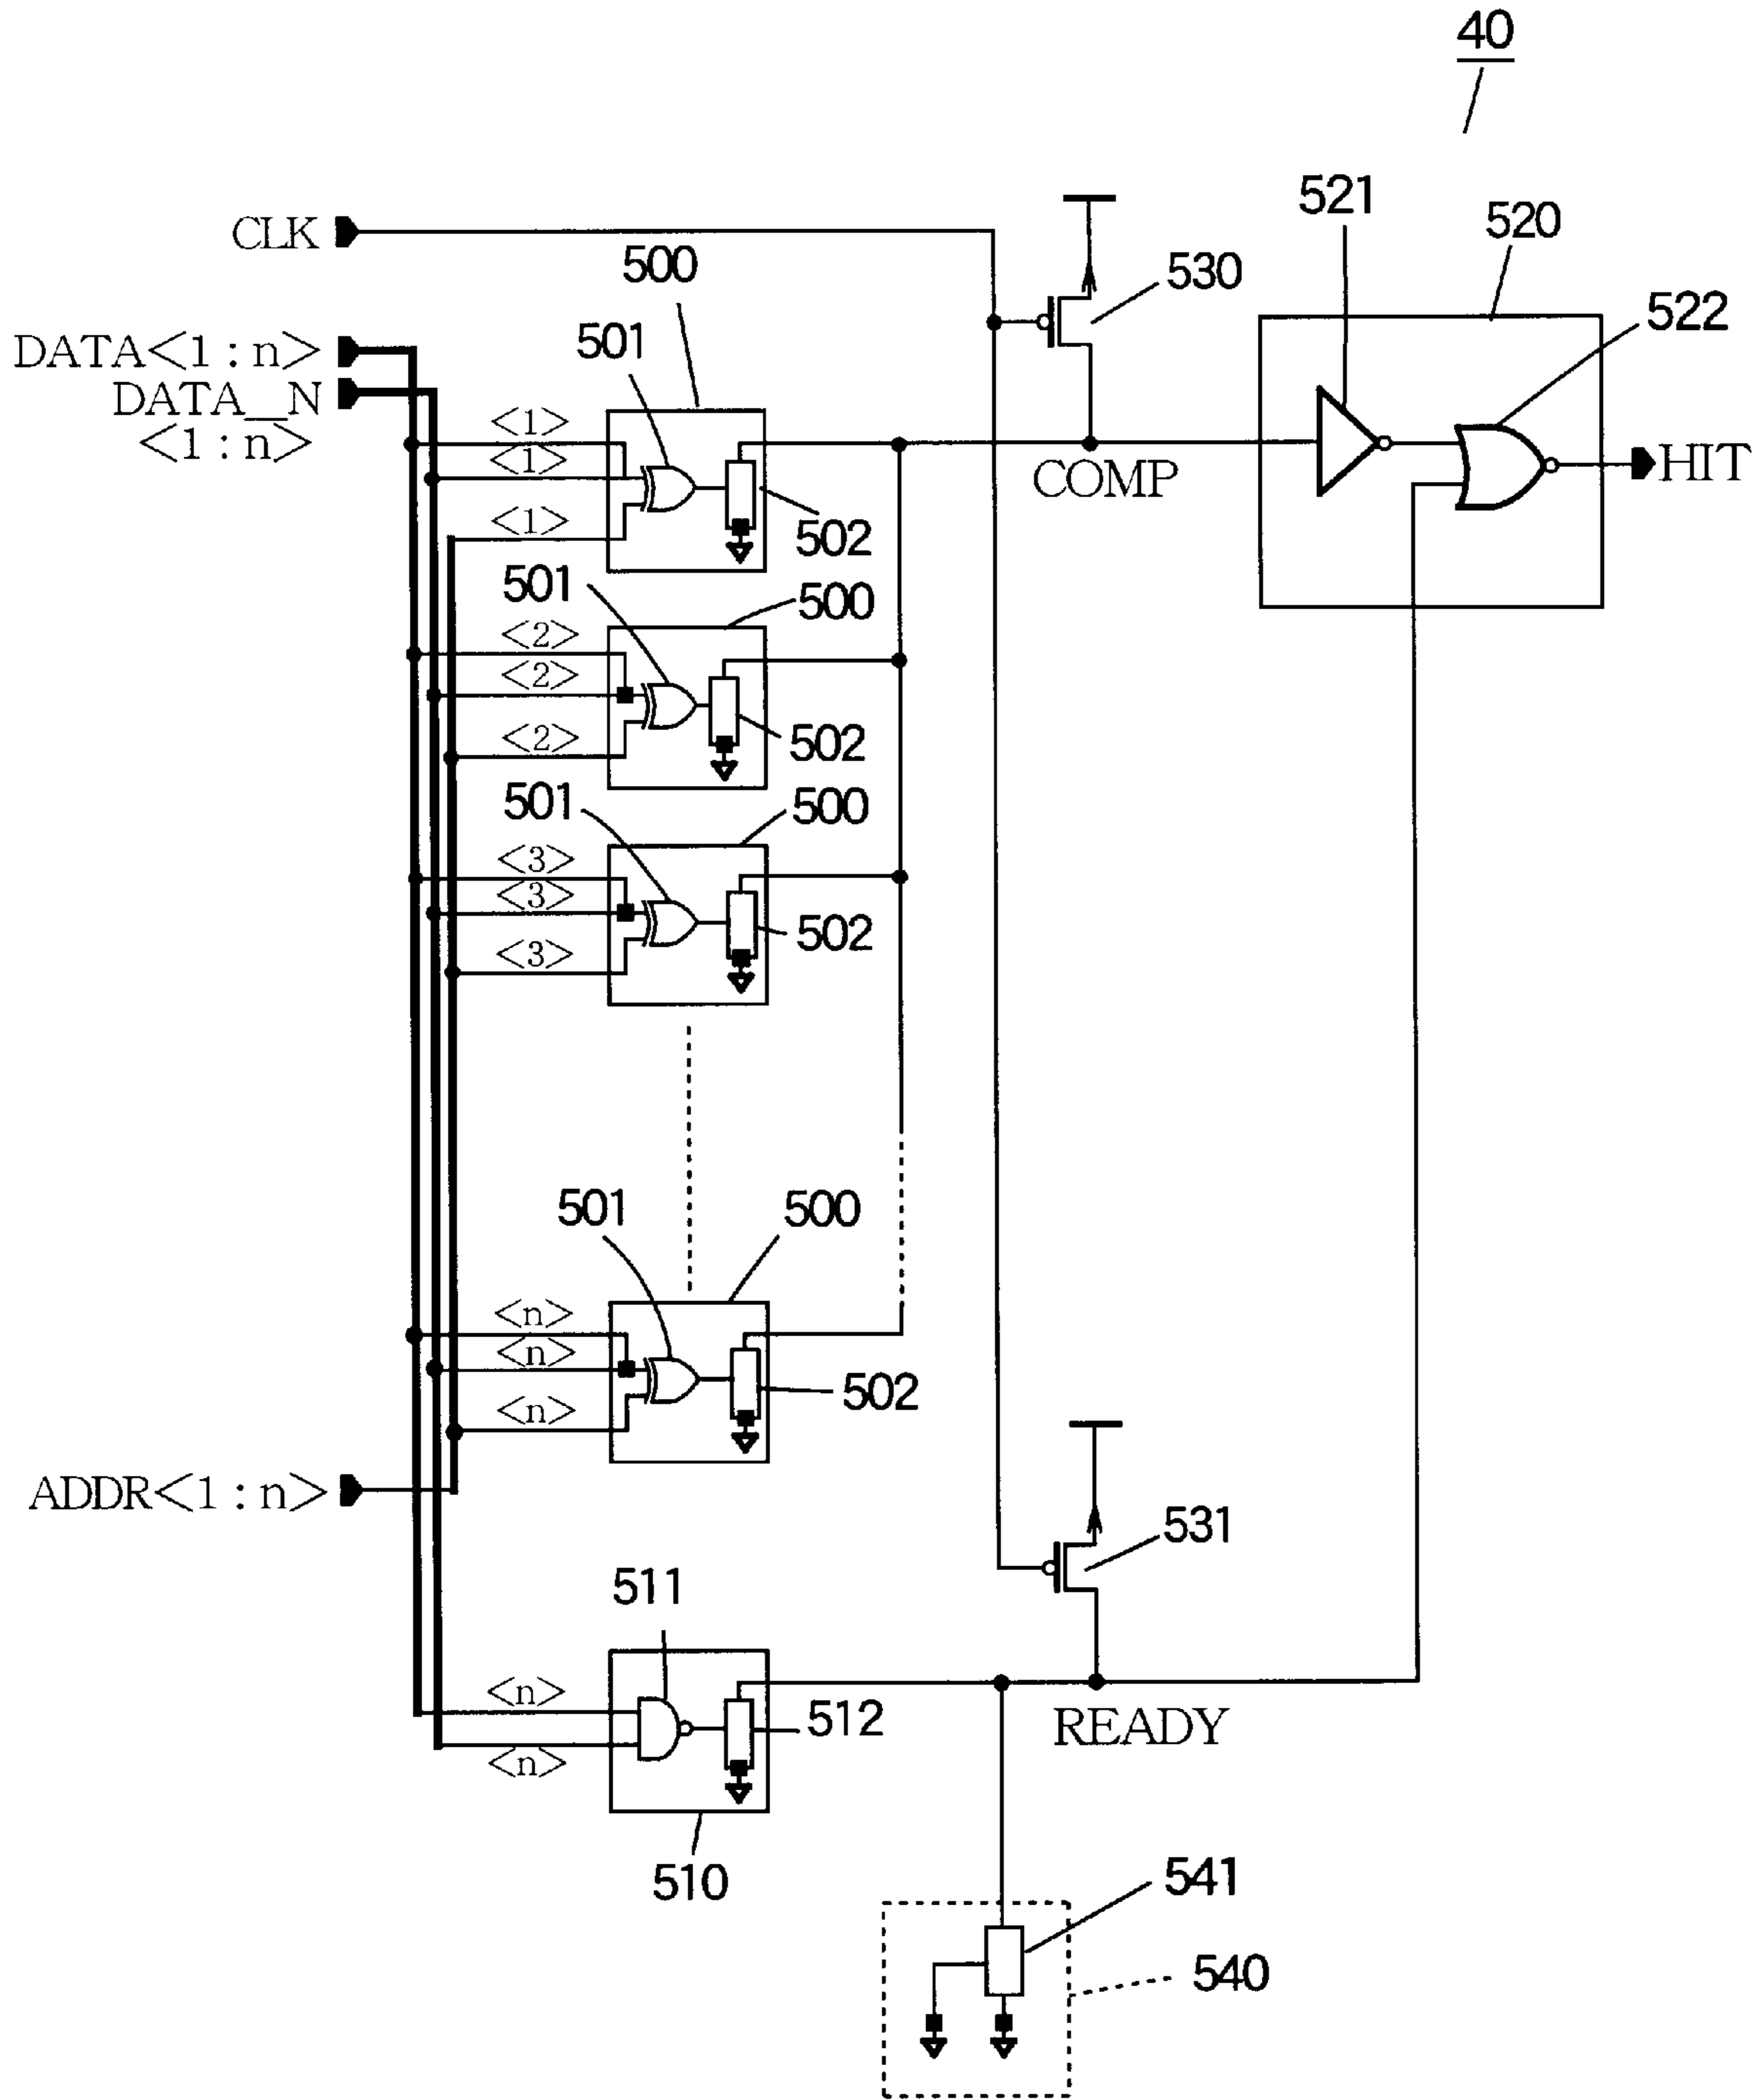 40
521
CLK
520
500
530
522
501
DATA<1 : n>
DATA_N
<1 : n>
<1>
<1>
COMP
HIT
<1>
502
501
500
<2>
<2>
<2>
502
501
500
<3>
<3>
502
<3>
501
500
<n>
<n>
502
<n>
ADDR<1 : n>
531
511
<n>
512
READY
<n>
510
541
540